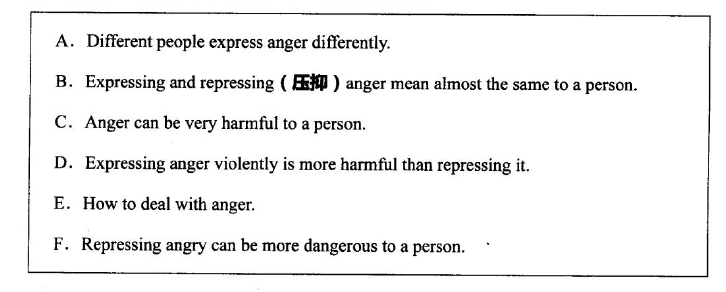 A. Different people express anger differently.
B. Expressing and repressing (压抑) anger mean almost the same to a person.
C. Anger can be very harmful to a person.
D. Expressing anger violently is more harmful than repressing it.
E. How to deal with anger.
F. Repressing angry can be more dangerous to a person.